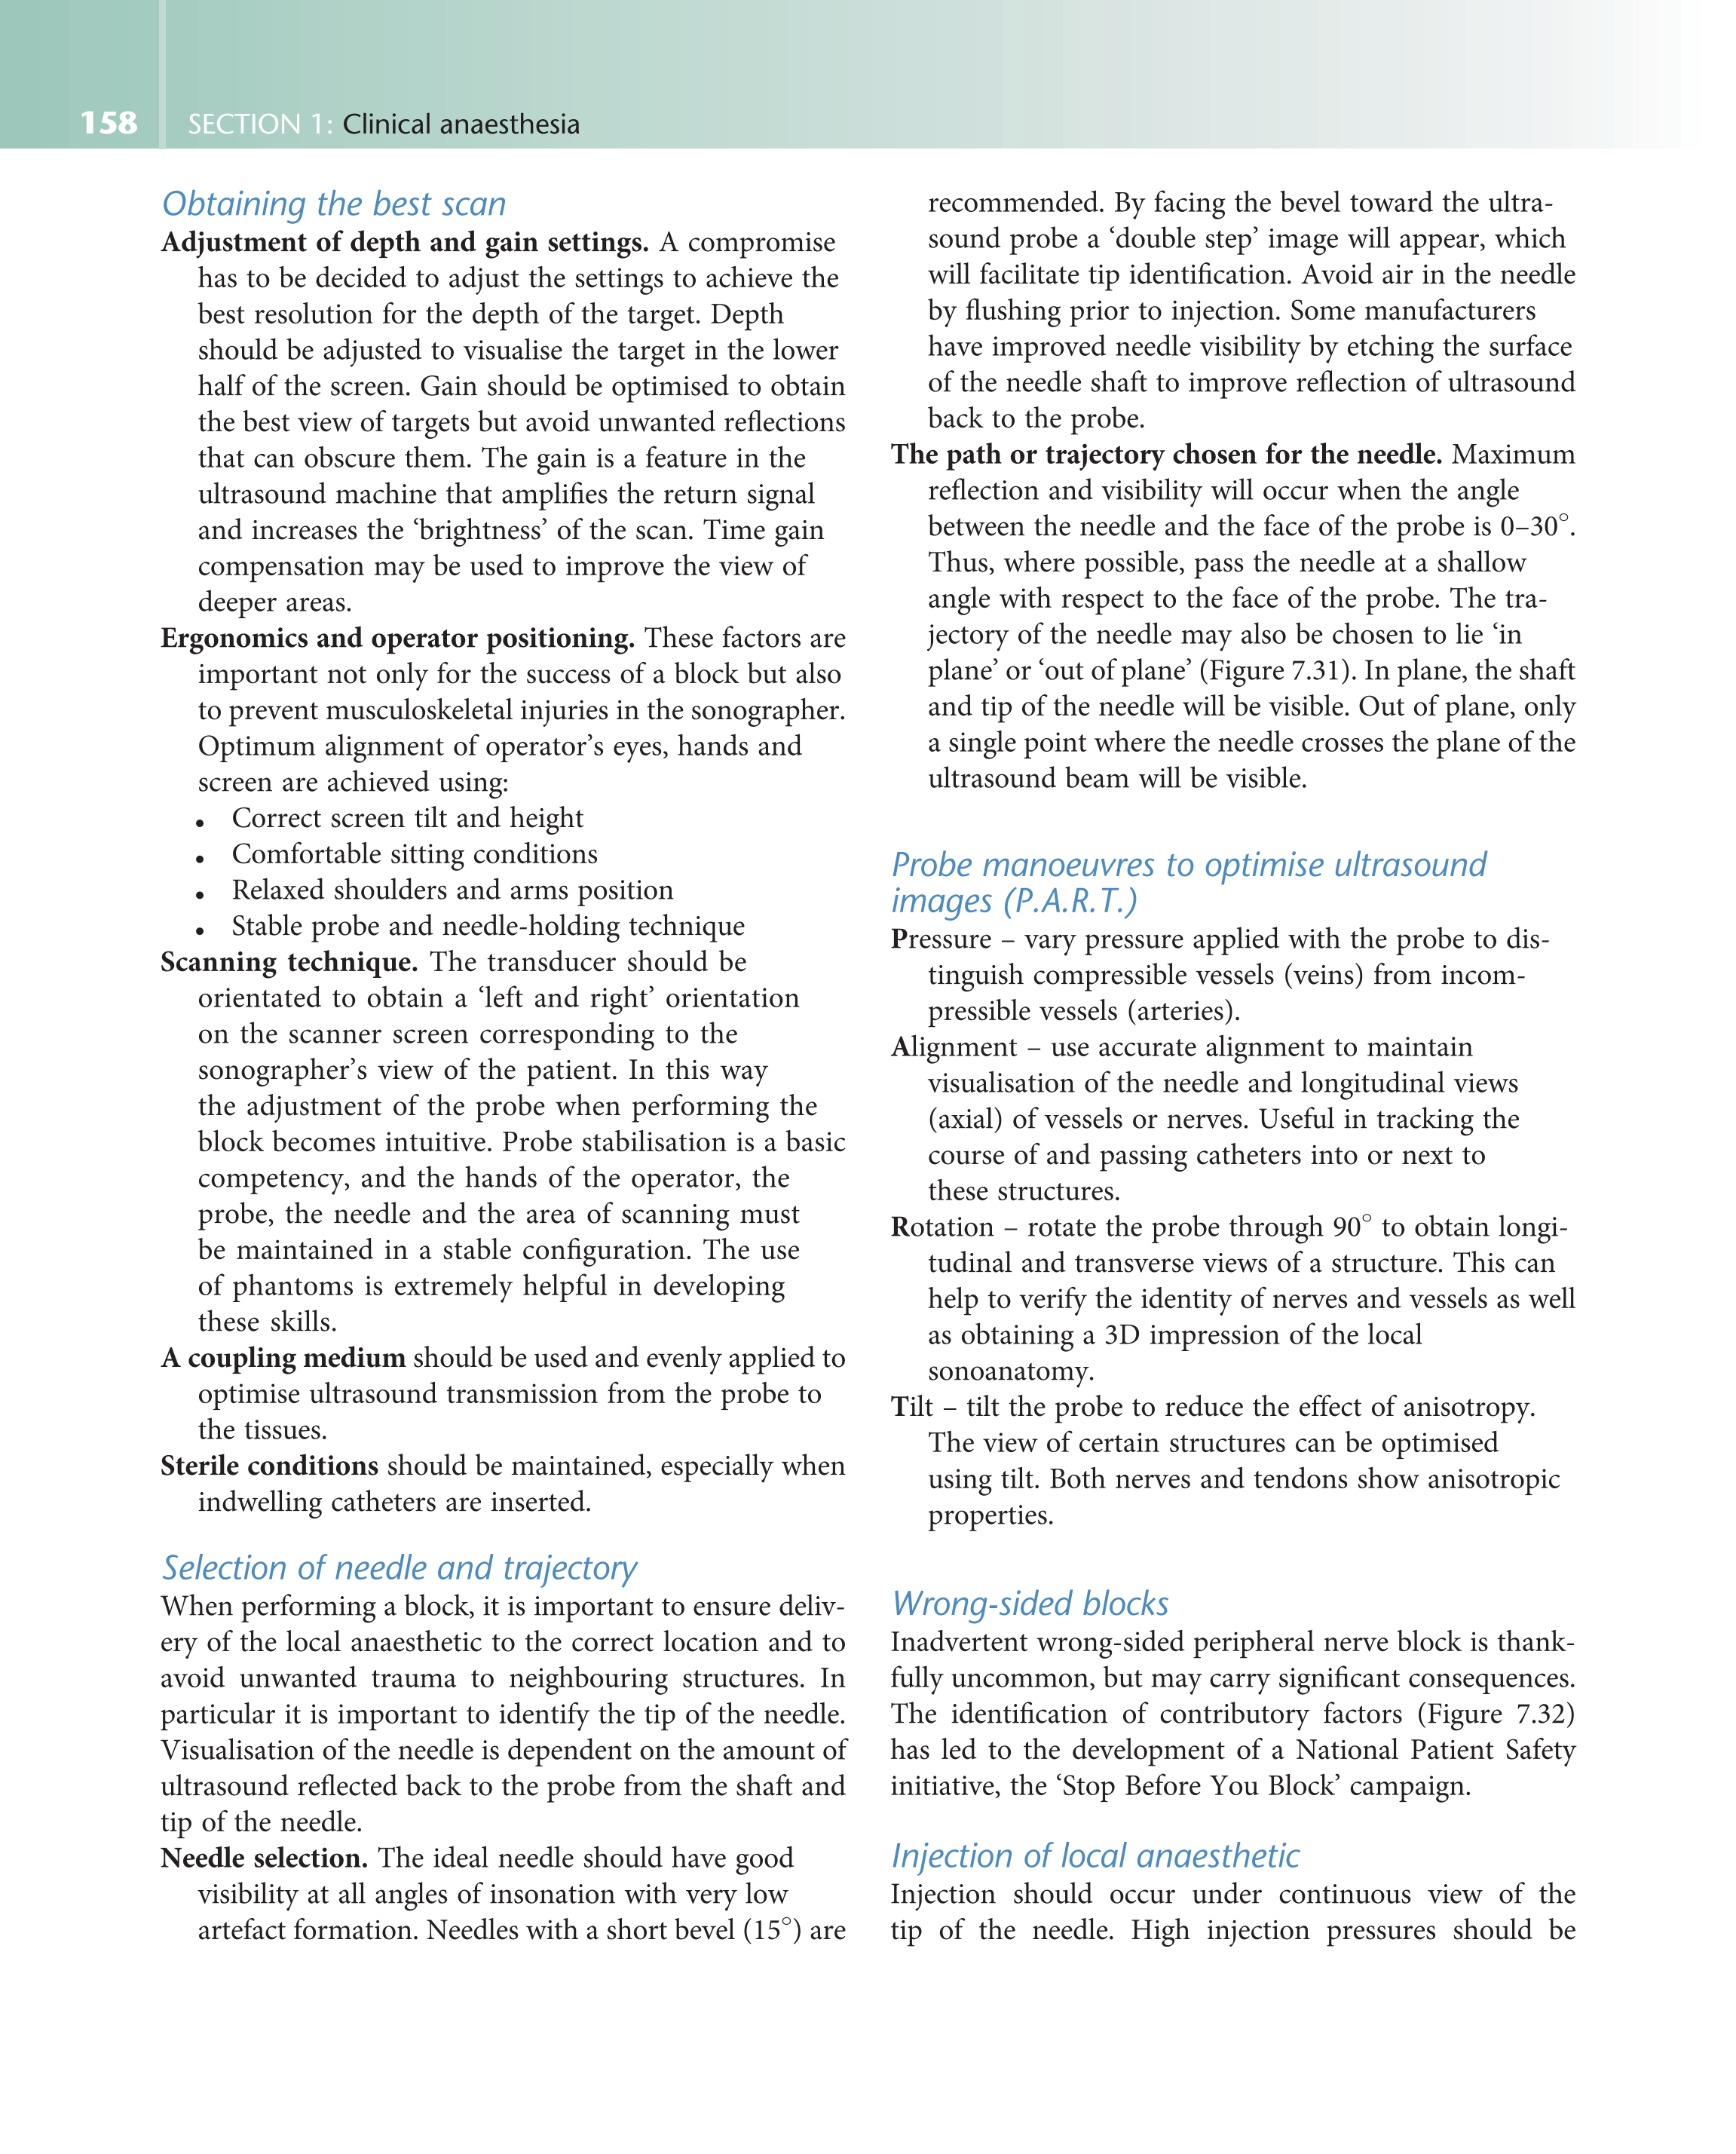 158
SECTION 1: Clinical anaesthesia
Obtaining the best scan
Adjustment of depth and gain settings. A compromise
has to be decided to adjust the settings to achieve the
best resolution for the depth of the target. Depth
should be adjusted to visualise the target in the lower
half of the screen. Gain should be optimised to obtain
the best view of targets but avoid unwanted reflections
that can obscure them. The gain is a feature in the
ultrasound machine that amplifies the return signal
and increases the ‘brightness’ of the scan. Time gain
compensation may be used to improve the view of
deeper areas.
Ergonomics and operator positioning. These factors are
important not only for the success of a block but also
to prevent musculoskeletal injuries in the sonographer.
Optimum alignment of operator’s eyes, hands and
screen are achieved using:
• Correct screen tilt and height
• Comfortable sitting conditions
• Relaxed shoulders and arms position
• Stable probe and needle-holding technique
Scanning technique. The transducer should be
orientated to obtain a ‘left and right’ orientation
on the scanner screen corresponding to the
sonographer’s view of the patient. In this way
the adjustment of the probe when performing the
block becomes intuitive. Probe stabilisation is a basic
competency, and the hands of the operator, the
probe, the needle and the area of scanning must
be maintained in a stable configuration. The use
of phantoms is extremely helpful in developing
these skills.
A coupling medium should be used and evenly applied to
optimise ultrasound transmission from the probe to
the tissues.
Sterile conditions should be maintained, especially when
indwelling catheters are inserted.
Selection of needle and trajectory
When performing a block, it is important to ensure deliv-
ery of the local anaesthetic to the correct location and to
avoid unwanted trauma to neighbouring structures. In
particular it is important to identify the tip of the needle.
Visualisation of the needle is dependent on the amount of
ultrasound reflected back to the probe from the shaft and
tip of the needle.
Needle selection. The ideal needle should have good
visibility at all angles of insonation with very low
artefact formation. Needles with a short bevel (15°) are
recommended. By facing the bevel toward the ultra-
sound probe a ‘double step’ image will appear, which
will facilitate tip identification. Avoid air in the needle
by flushing prior to injection. Some manufacturers
have improved needle visibility by etching the surface
of the needle shaft to improve reflection of ultrasound
back to the probe.
The path or trajectory chosen for the needle. Maximum
reflection and visibility will occur when the angle
between the needle and the face of the probe is 0–30°.
Thus, where possible, pass the needle at a shallow
angle with respect to the face of the probe. The tra-
jectory of the needle may also be chosen to lie ‘in
plane’ or ‘out of plane’ (Figure 7.31). In plane, the shaft
and tip of the needle will be visible. Out of plane, only
a single point where the needle crosses the plane of the
ultrasound beam will be visible.
Probe manoeuvres to optimise ultrasound
images (P.A.R.T.)
Pressure – vary pressure applied with the probe to dis-
tinguish compressible vessels (veins) from incom-
pressible vessels (arteries).
Alignment – use accurate alignment to maintain
visualisation of the needle and longitudinal views
(axial) of vessels or nerves. Useful in tracking the
course of and passing catheters into or next to
these structures.
Rotation – rotate the probe through 90° to obtain longi-
tudinal and transverse views of a structure. This can
help to verify the identity of nerves and vessels as well
as obtaining a 3D impression of the local
sonoanatomy.
Tilt – tilt the probe to reduce the effect of anisotropy.
The view of certain structures can be optimised
using tilt. Both nerves and tendons show anisotropic
properties.
Wrong-sided blocks
Inadvertent wrong-sided peripheral nerve block is thank-
fully uncommon, but may carry significant consequences.
The identification of contributory factors (Figure 7.32)
has led to the development of a National Patient Safety
initiative, the ‘Stop Before You Block’ campaign.
Injection of local anaesthetic
Injection should occur under continuous view of the
tip of the needle. High injection pressures should be